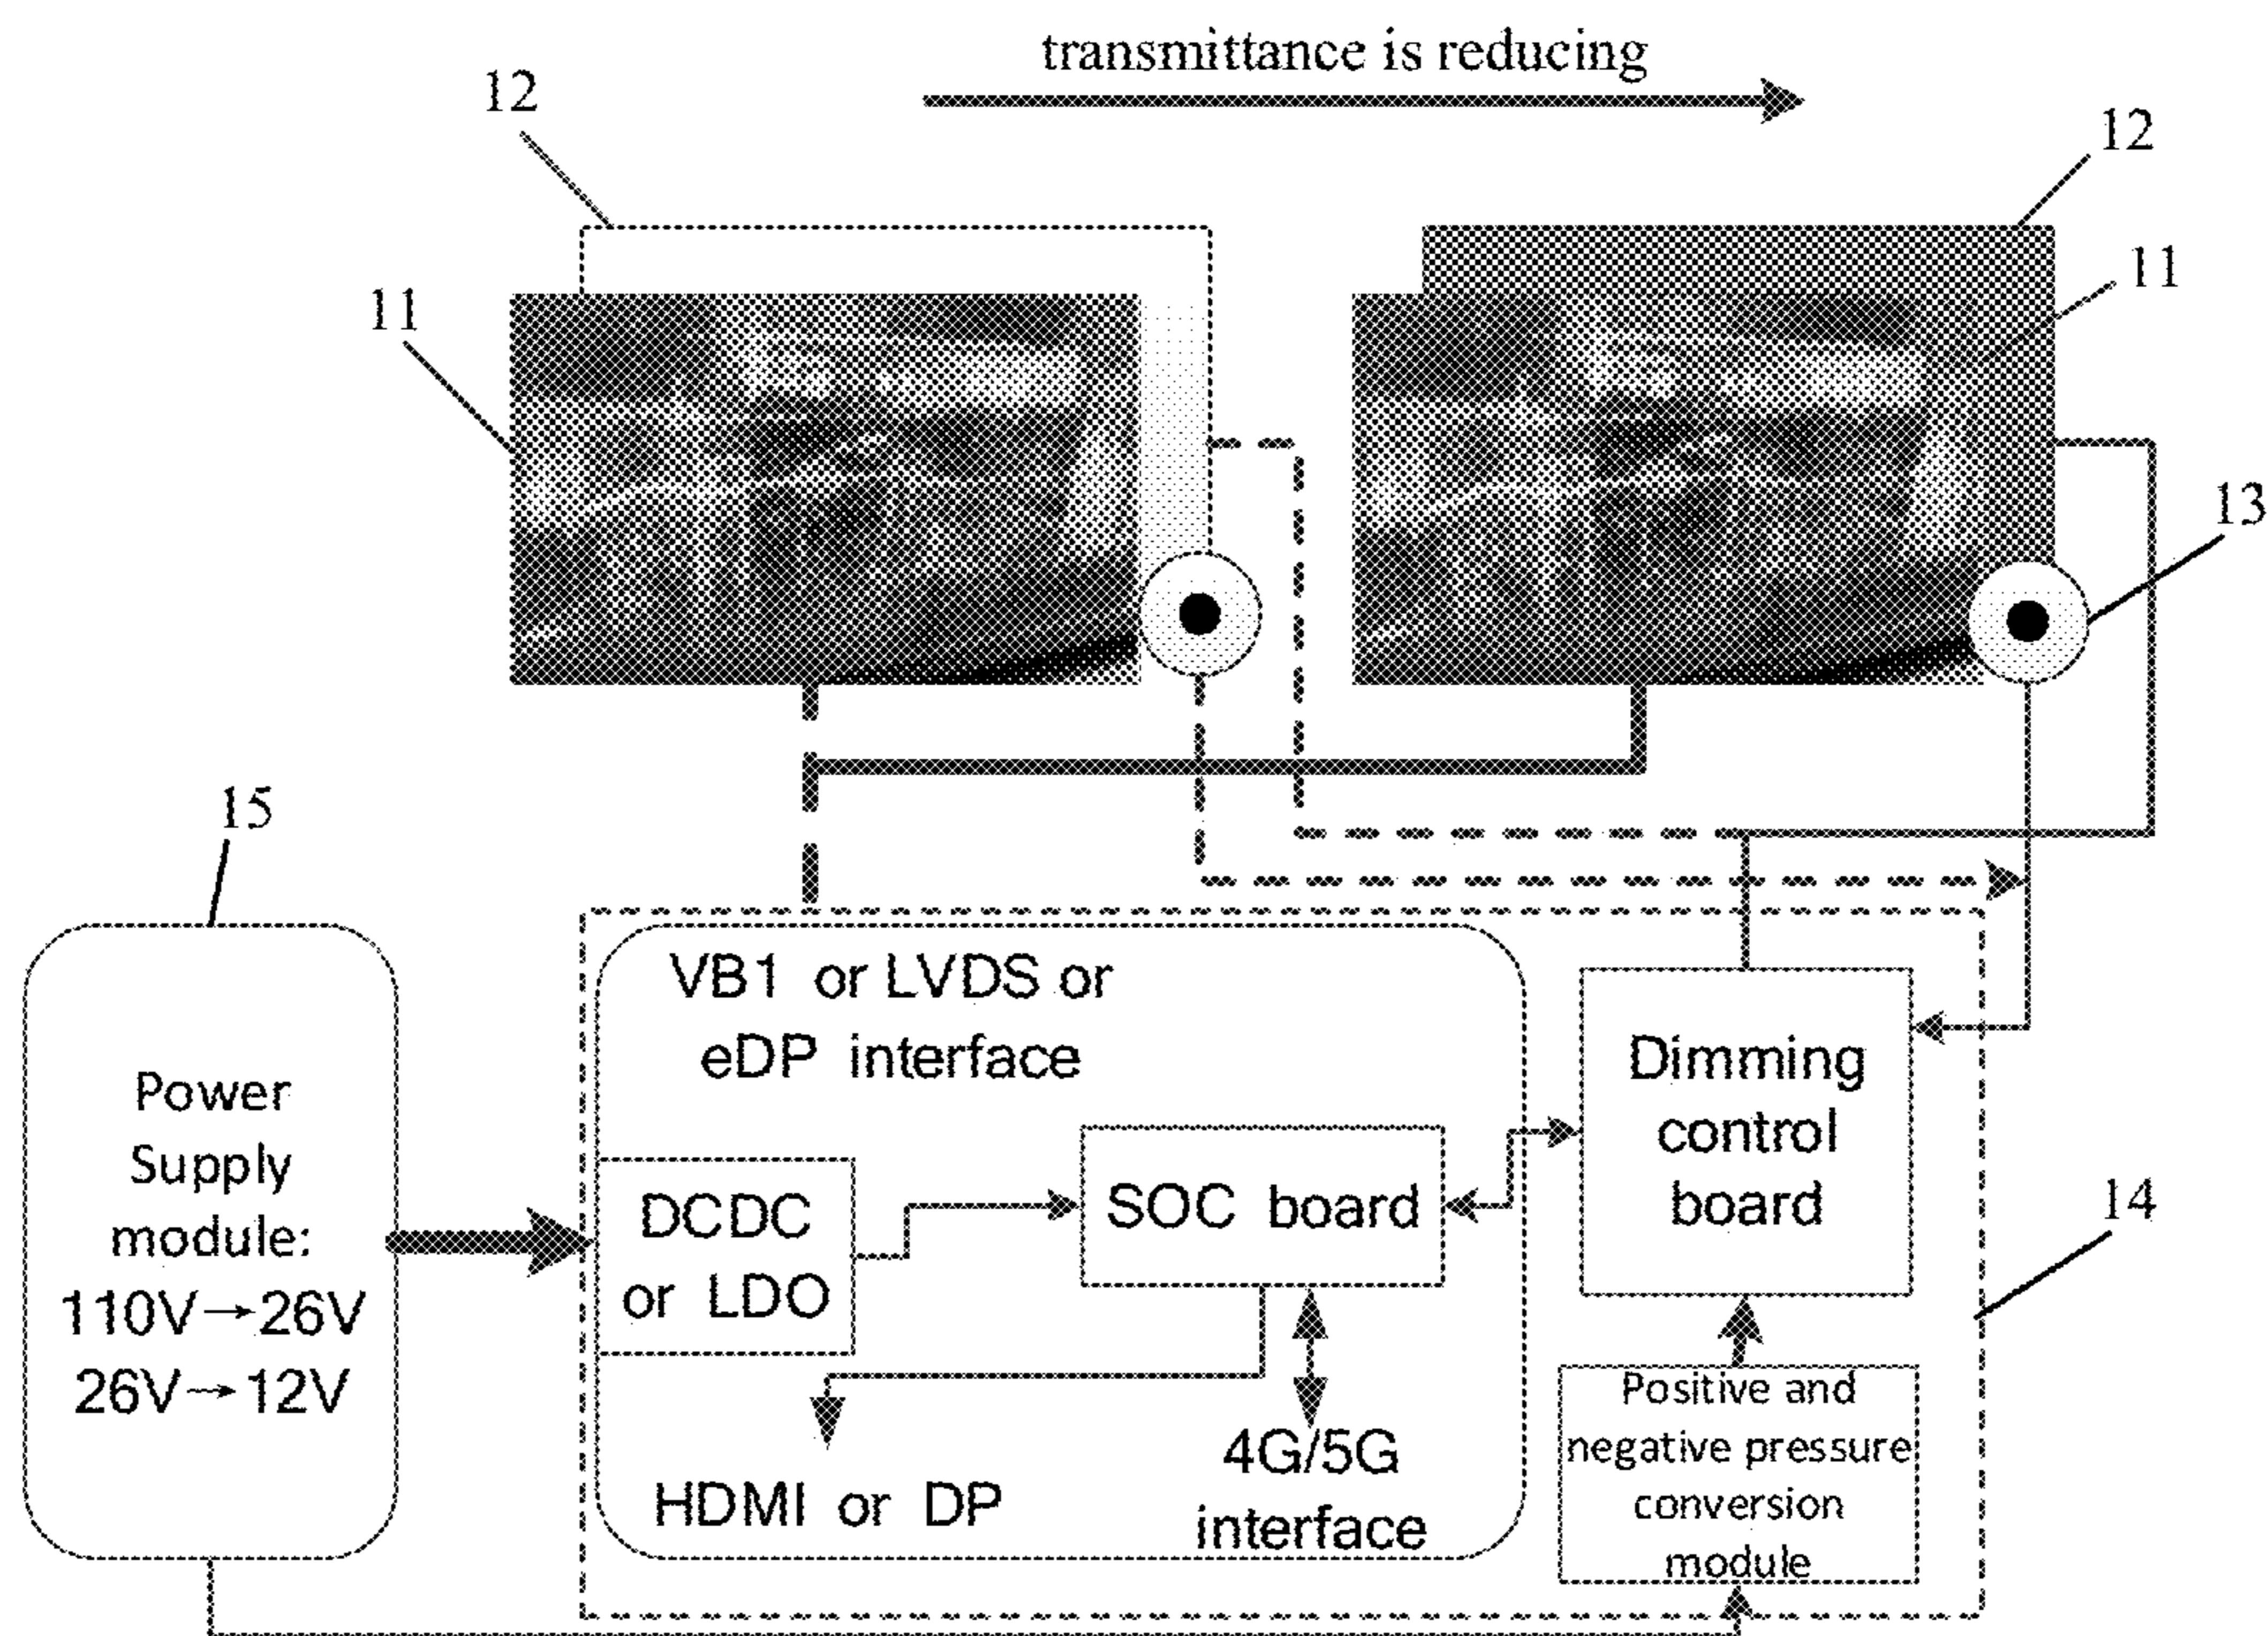 transmittance is reducing
12
12
11
11
13
15
VB1 or LVDS or
eDP interface
Power
Supply
module:
110V→26V
26V→12V
DCDC
or LDO
SOC board
Dimming
control
board
14
HDMI or DP
4G/5G
interface
Positive and
negative pressure
conversion
module